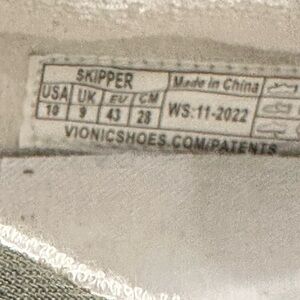 SKIPPER
Made in China
USA UK EU CM
10 9 43 28
WS:11-2022
VIONICSHOES.COM/PATENTS